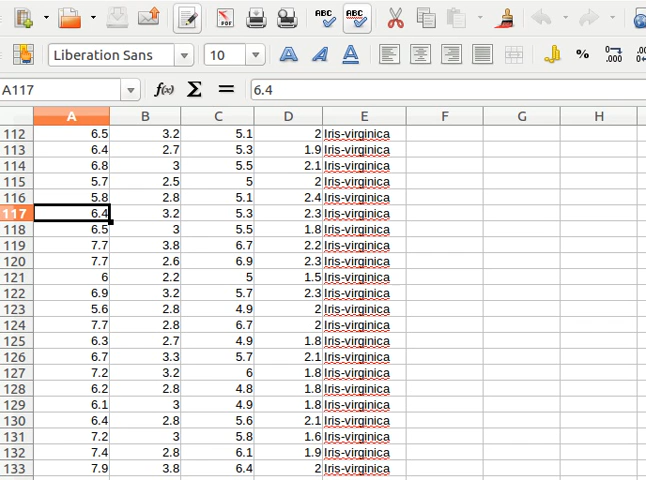 PDF ABC ABC
Liberation Sans 10 % .000
A117 f(x) Σ = 6.4
A B C D E F G H
112 6.5 3.2 5.1 2 Iris-virginica
113 6.4 2.7 5.3 1.9 Iris-virginica
114 6.8 3 5.5 2.1 Iris-virginica
115 5.7 2.5 5 2 Iris-virginica
116 5.8 2.8 5.1 2.4 Iris-virginica
117 6.4 3.2 5.3 2.3 Iris-virginica
118 6.5 3 5.5 1.8 Iris-virginica
119 7.7 3.8 6.7 2.2 Iris-virginica
120 7.7 2.6 6.9 2.3 Iris-virginica
121 6 2.2 5 1.5 Iris-virginica
122 6.9 3.2 5.7 2.3 Iris-virginica
123 5.6 2.8 4.9 2 Iris-virginica
124 7.7 2.8 6.7 2 Iris-virginica
125 6.3 2.7 4.9 1.8 Iris-virginica
126 6.7 3.3 5.7 2.1 Iris-virginica
127 7.2 3.2 6 1.8 Iris-virginica
128 6.2 2.8 4.8 1.8 Iris-virginica
129 6.1 3 4.9 1.8 Iris-virginica
130 6.4 2.8 5.6 2.1 Iris-virginica
131 7.2 3 5.8 1.6 Iris-virginica
132 7.4 2.8 6.1 1.9 Iris-virginica
133 7.9 3.8 6.4 2 Iris-virginica